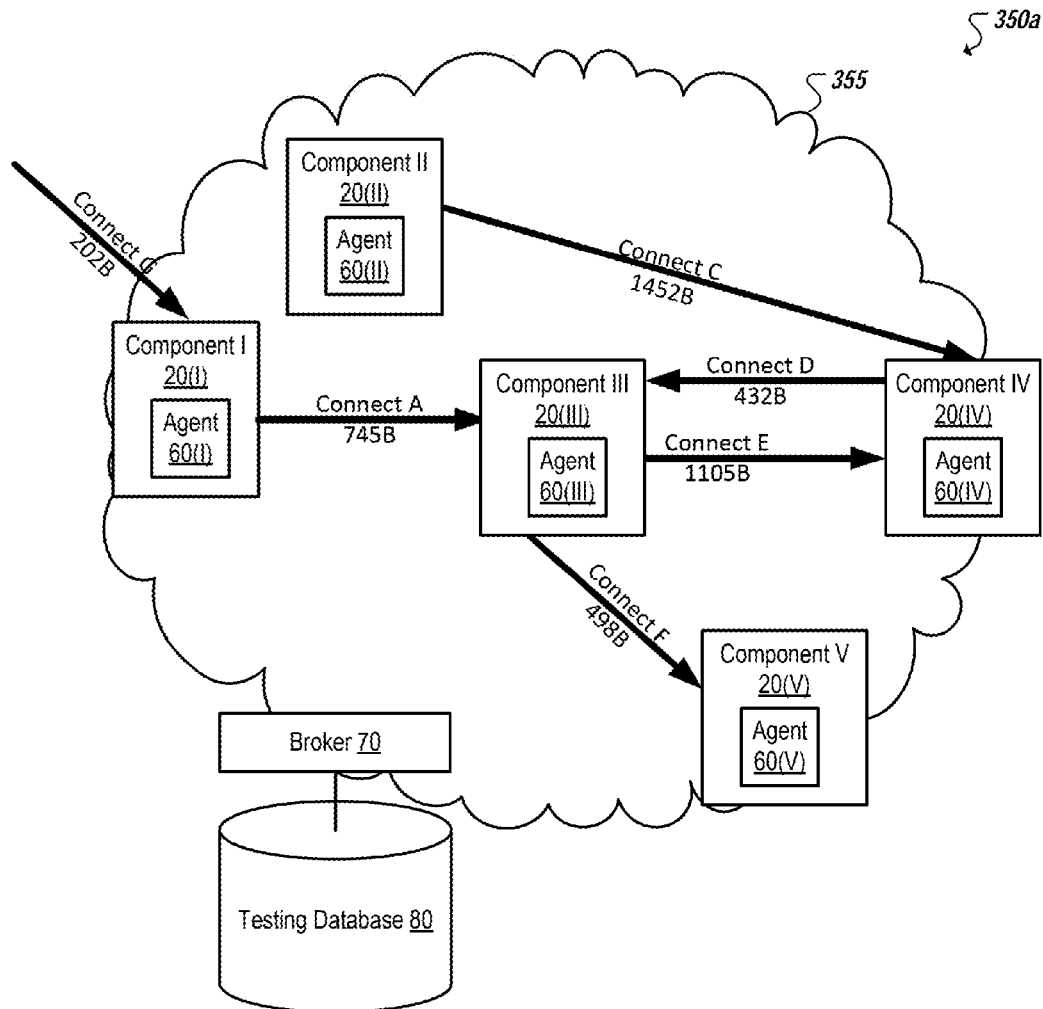 350a
355
Component II
20(II)
Agent
60(II)
Connect G
202B
Connect C
1452B
Component I
20(I)
Agent
60(I)
Connect A
745B
Component III
20(III)
Agent
60(III)
Connect D
432B
Connect E
1105B
Component IV
20(IV)
Agent
60(IV)
Connect F
498B
Component V
20(V)
Agent
60(V)
Broker 70
Testing Database 80